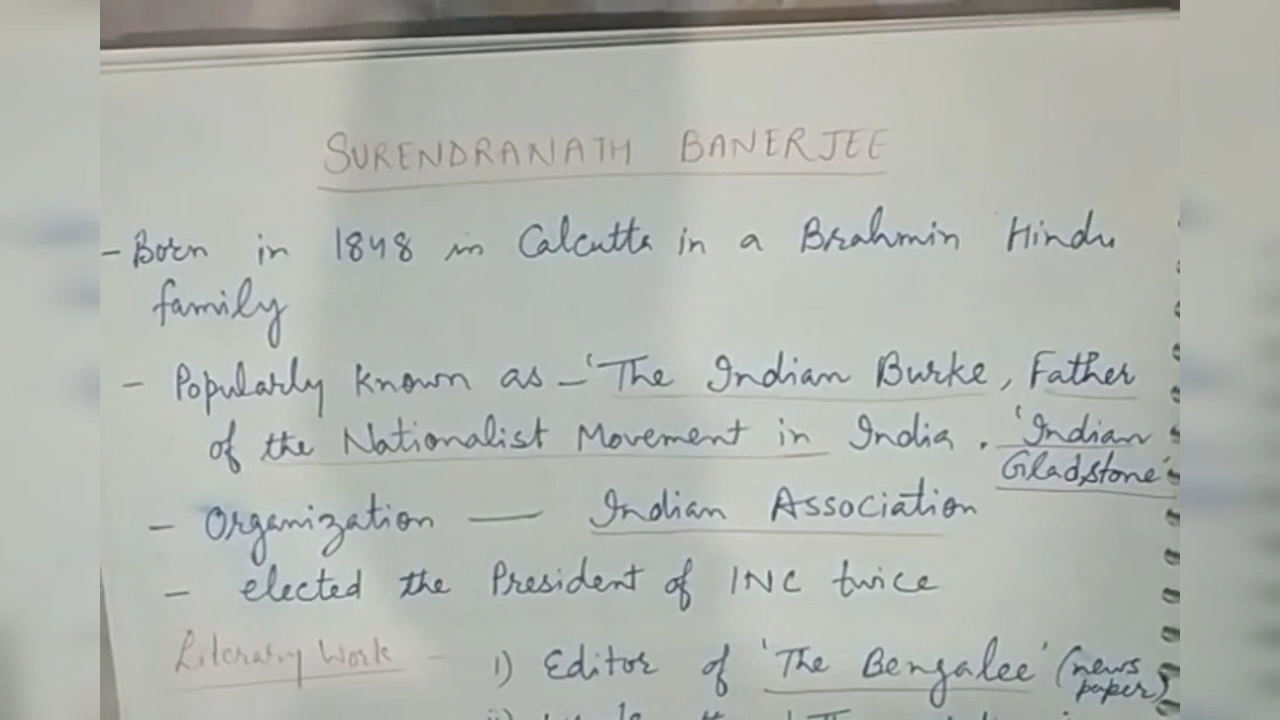 SURENDRANATH BANERJEE
- Born in 1848 in Calcutta in a Brahmin Hindu
family
- Popularly known as - 'The Indian Burke, Father
of the Nationalist Movement in India. 'Indian
Gladstone'
- Organization — Indian Association
- elected the President of INC twice
Literary Work - i) Editor of 'The Bengalee' (news
paper)
ii)